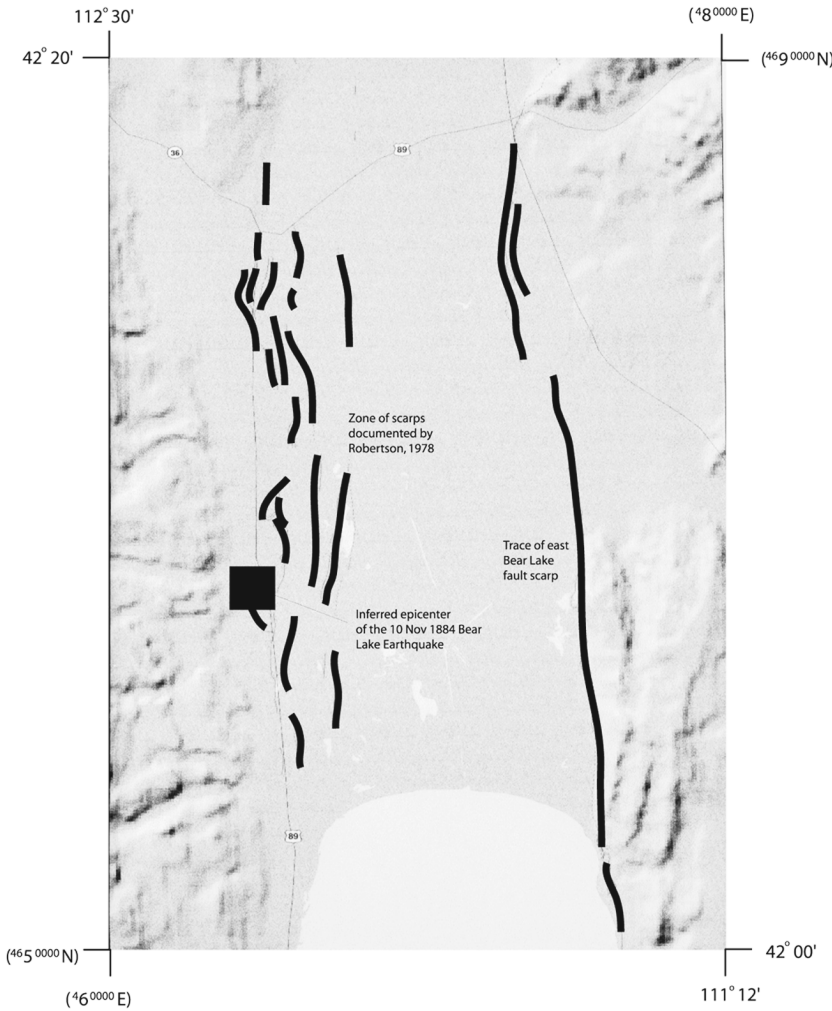 112° 30'
(⁴8⁰⁰⁰⁰ E)
42° 20'
(⁴⁶9⁰⁰⁰⁰ N)
36
89
Zone of scarps
documented by
Robertson, 1978
Trace of east
Bear Lake
fault scarp
Inferred epicenter
of the 10 Nov 1884 Bear
Lake Earthquake
89
(⁴⁶5⁰⁰⁰⁰ N)
42° 00'
(⁴6⁰⁰⁰⁰ E)
111° 12'